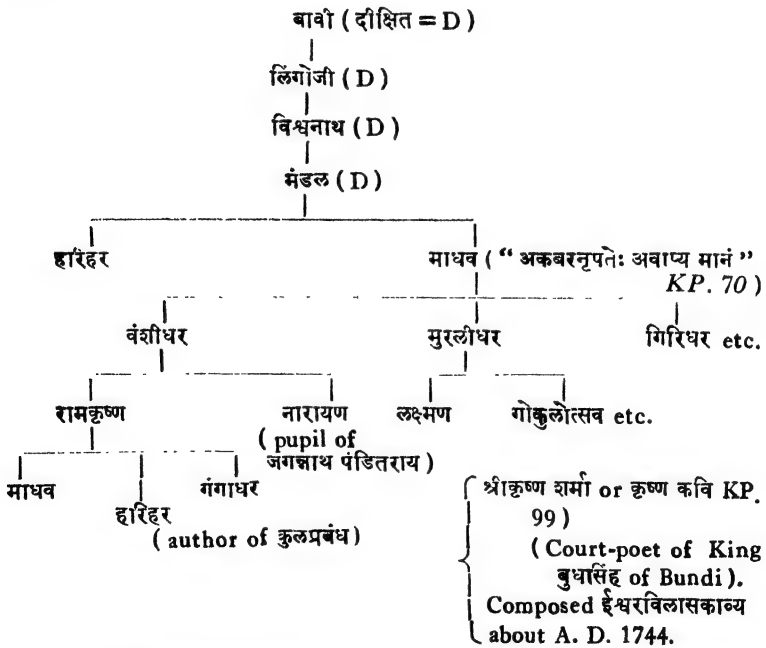 बावी ( दीक्षित = D )
लिंगोजी ( D )
विश्वनाथ ( D )
मंडल ( D )
हरिहर माधव ( “ अकबरनृपतेः अवाप्य मानं ”
KP. 70 )
वंशीधर मुरलीधर गिरिधर etc.
रामकृष्ण नारायण लक्ष्मण गोकुलोत्सव etc.
( pupil of
जगन्नाथ पंडितराय )
माधव हरिहर गंगाधर
( author of कुलप्रबंध )
श्रीकृष्ण शर्मा or कृष्ण कवि KP.
99 )
( Court-poet of King
बुधसिंह of Bundi ).
Composed ईश्वरविलासकाव्य
about A. D. 1744.